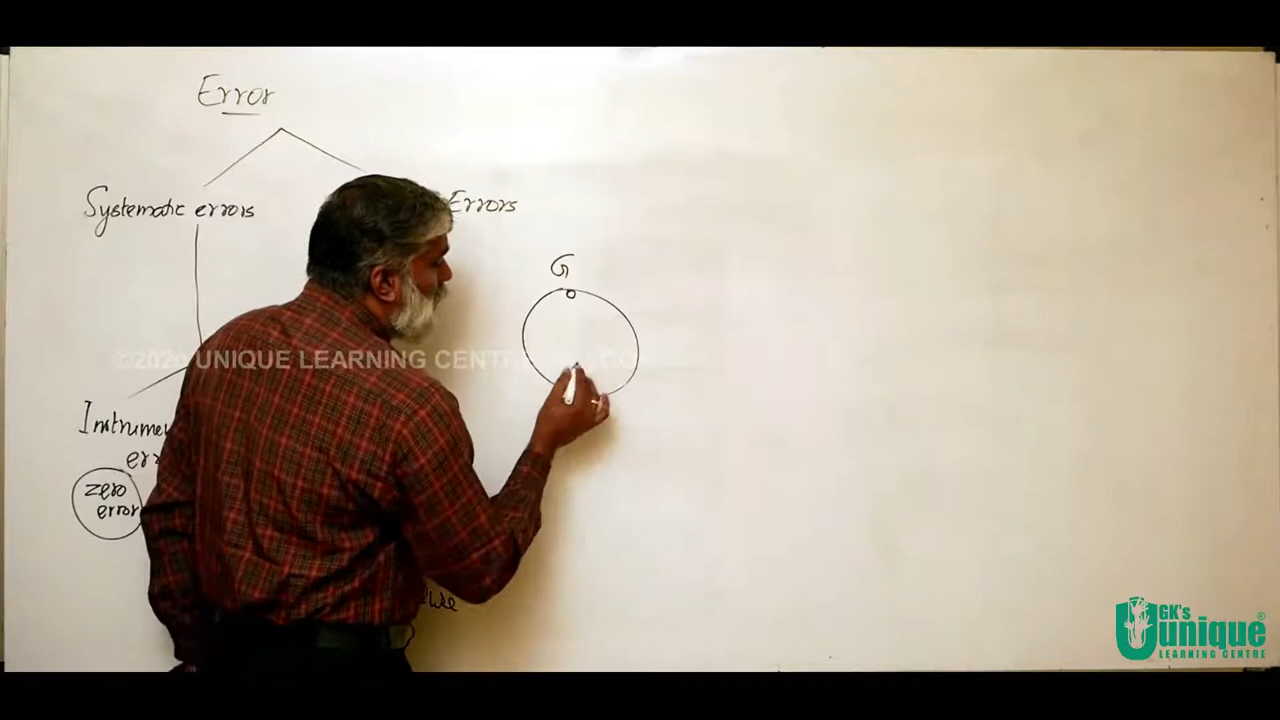 Error
Systematic errors
Errors
G
©2020 UNIQUE LEARNING CENT
zero
error
GK's
unique®
LEARNING CENTRE